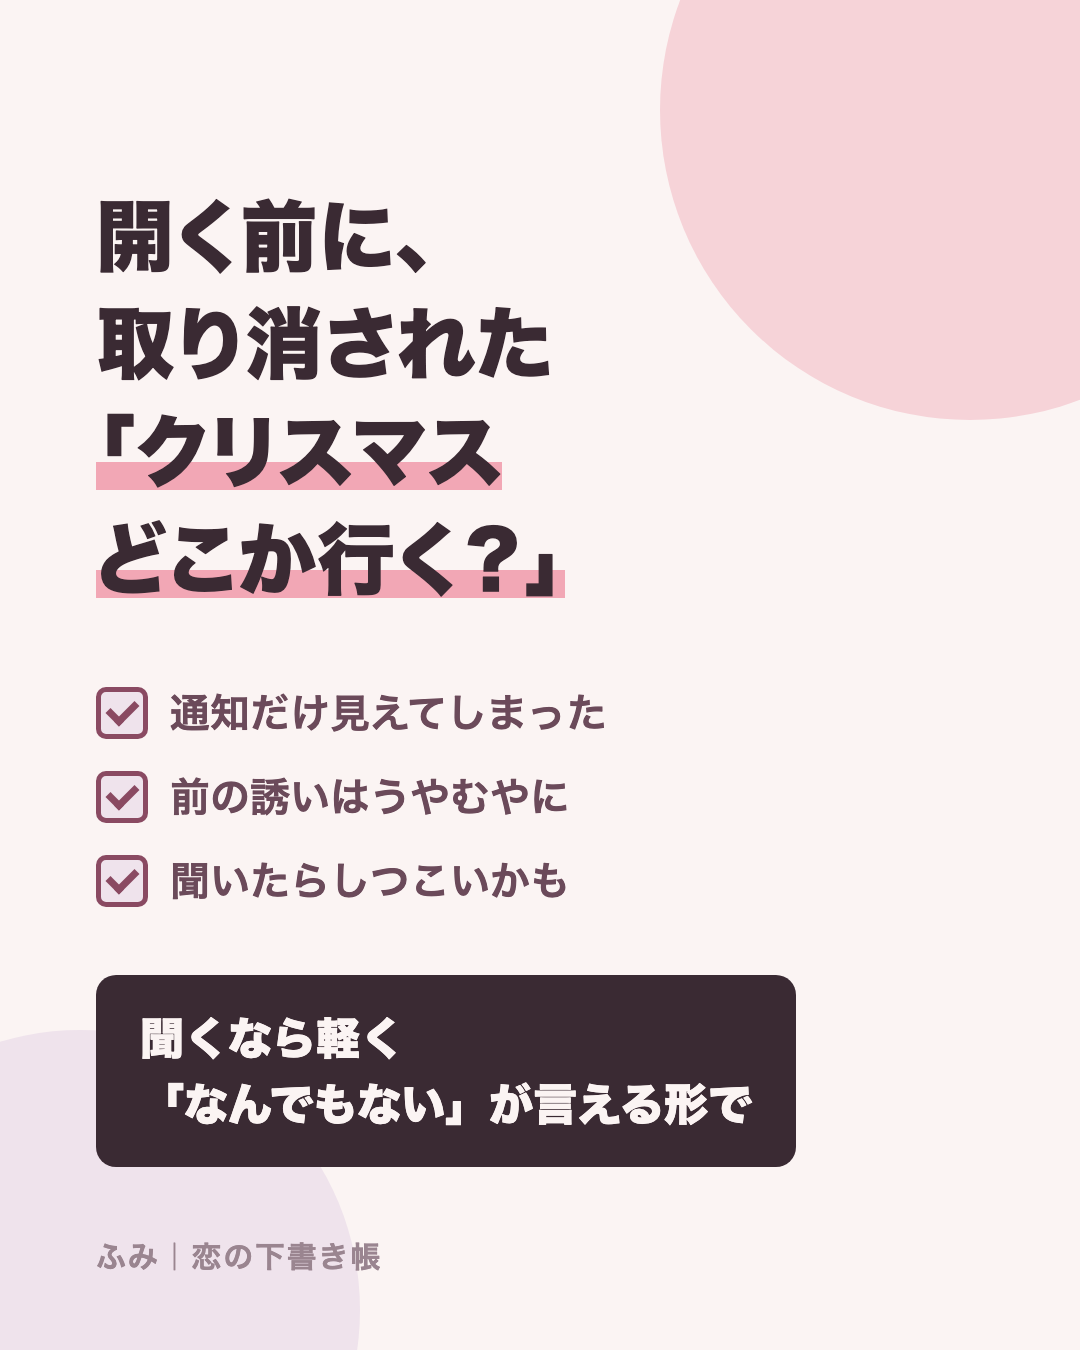 開く前に、
取り消された
「クリスマス
どこか行く?」
通知だけ見えてしまった
前の誘いはうやむやに
聞いたらしつこいかも
聞くなら軽く
「なんでもない」が言える形で
ふみ｜恋の下書き帳